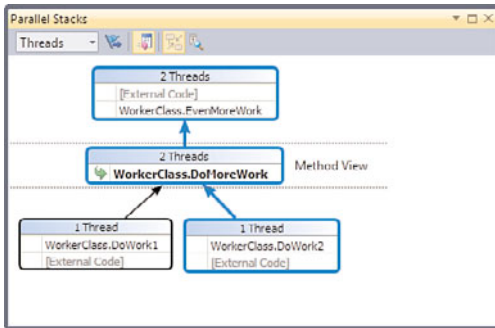 Parallel Stacks
Threads
2 Threads
[External Code]
WorkerClass.EvenMoreWork
2 Threads
WorkerClass.DoMoreWork
Method View
1 Thread
WorkerClass.DoWork1
[External Code]
1 Thread
WorkerClass.DoWork2
[External Code]